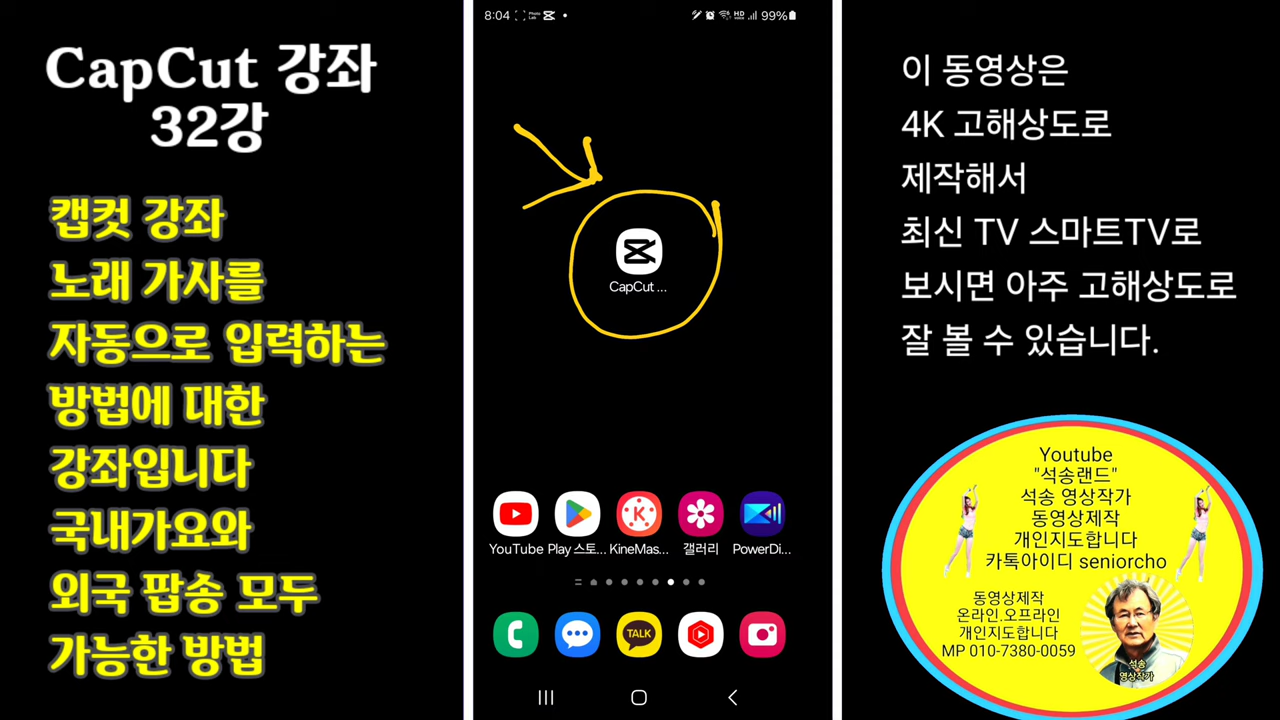 CapCut 강좌
32강
캡컷 강좌
노래 가사를
자동으로 입력하는
방법에 대한
강좌입니다
국내가요와
외국 팝송 모두
가능한 방법
8:04
Photo Lab
HD
99%
CapCut ...
YouTube
Play 스토...
KineMas...
갤러리
PowerDi...
TALK
이 동영상은
4K 고해상도로
제작해서
최신 TV 스마트TV로
보시면 아주 고해상도로
잘 볼 수 있습니다.
Youtube
"석송랜드"
석송 영상작가
동영상제작
개인지도합니다
카톡아이디 seniorcho
동영상제작
온라인.오프라인
개인지도합니다
MP 010-7380-0059
석송
영상작가